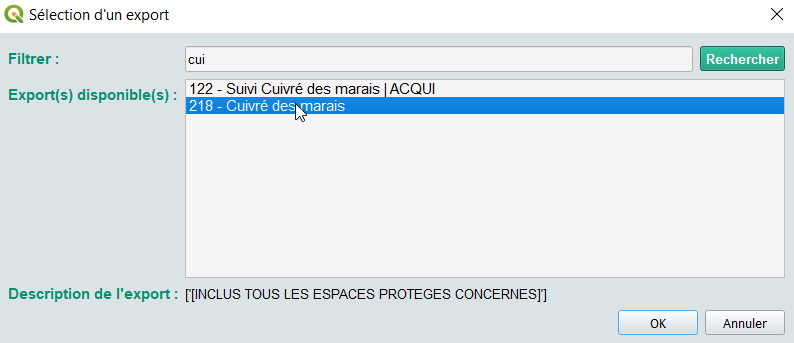 Sélection d'un export
Filtrer :
cui
Rechercher
Export(s) disponible(s) :
122 - Suivi Cuivré des marais | ACQUI
218 - Cuivré des marais
Description de l'export : ['[INCLUS TOUS LES ESPACES PROTEGES CONCERNES]']
OK
Annuler